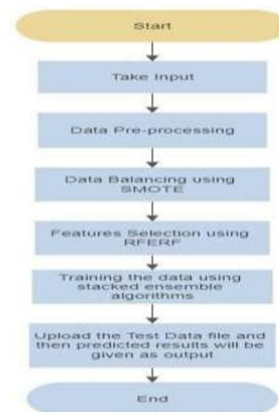 Start
Take Input
Data Pre-processing
Data Balancing using
SMOTE
Features Selection using
RFERF
Training the data using
stacked ensemble
algorithms
Upload the Test Data file and
then predicted results will be
given as output
End